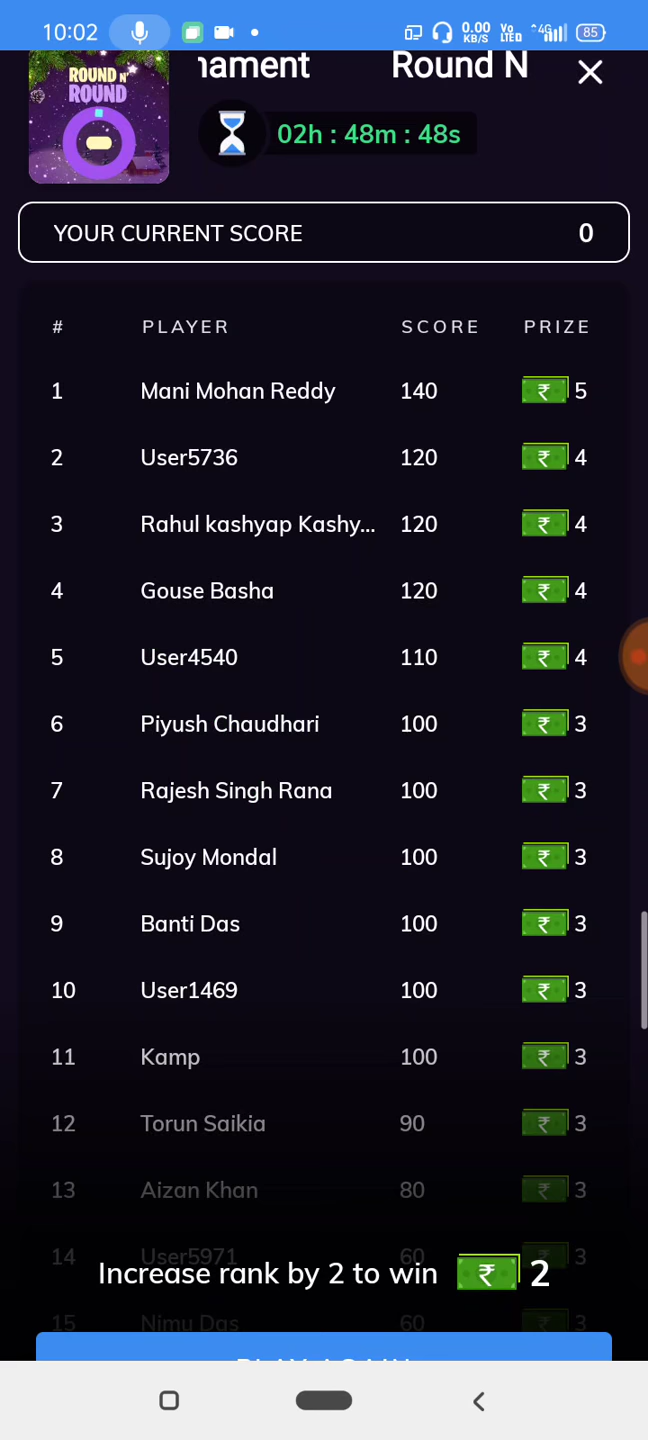 10:02 0.00 KB/S Vo LTE 4G 85
nament Round N
ROUND N'
ROUND
02h : 48m : 48s
YOUR CURRENT SCORE 0
# PLAYER SCORE PRIZE
1 Mani Mohan Reddy 140 ₹ 5
2 User5736 120 ₹ 4
3 Rahul kashyap Kashy... 120 ₹ 4
4 Gouse Basha 120 ₹ 4
5 User4540 110 ₹ 4
6 Piyush Chaudhari 100 ₹ 3
7 Rajesh Singh Rana 100 ₹ 3
8 Sujoy Mondal 100 ₹ 3
9 Banti Das 100 ₹ 3
10 User1469 100 ₹ 3
11 Kamp 100 ₹ 3
12 Torun Saikia 90 ₹ 3
13 Aizan Khan 80 ₹ 3
14 User5971 60 ₹ 3
Increase rank by 2 to win ₹ 2
15 Nimu Das 60 ₹ 3